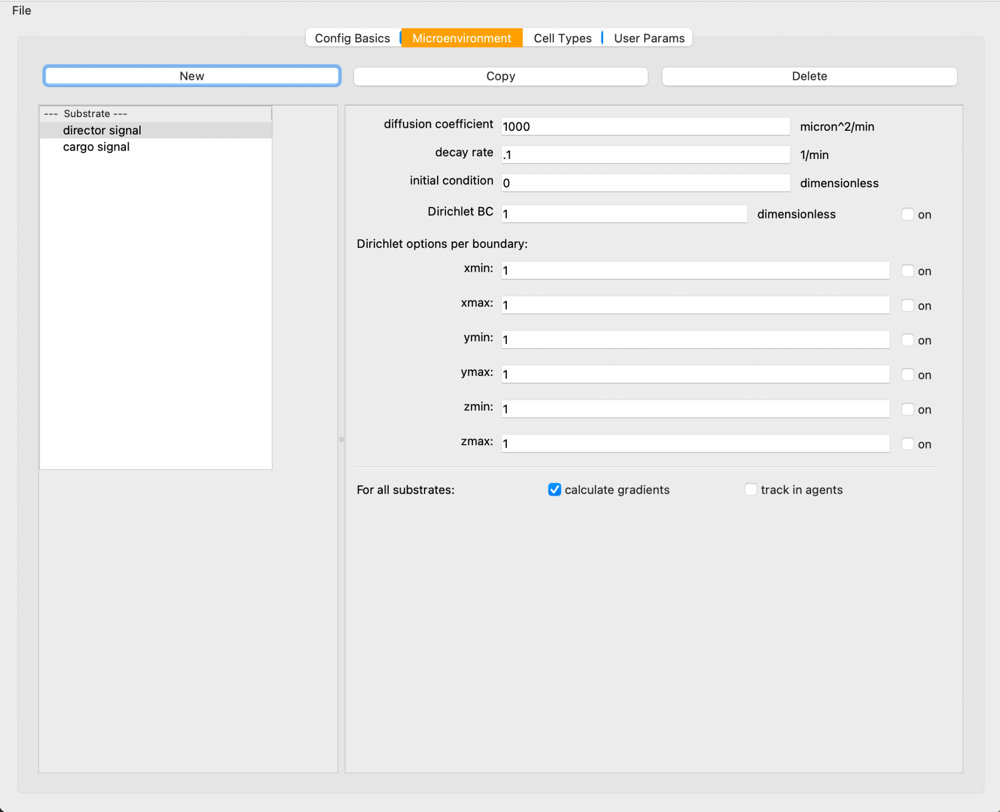 File
Config Basics Microenvironment Cell Types User Params
New Copy Delete
--- Substrate ---
director signal
cargo signal
diffusion coefficient 1000 micron^2/min
decay rate .1 1/min
initial condition 0 dimensionless
Dirichlet BC 1 dimensionless on
Dirichlet options per boundary:
xmin: 1 on
xmax: 1 on
ymin: 1 on
ymax: 1 on
zmin: 1 on
zmax: 1 on
For all substrates: calculate gradients track in agents